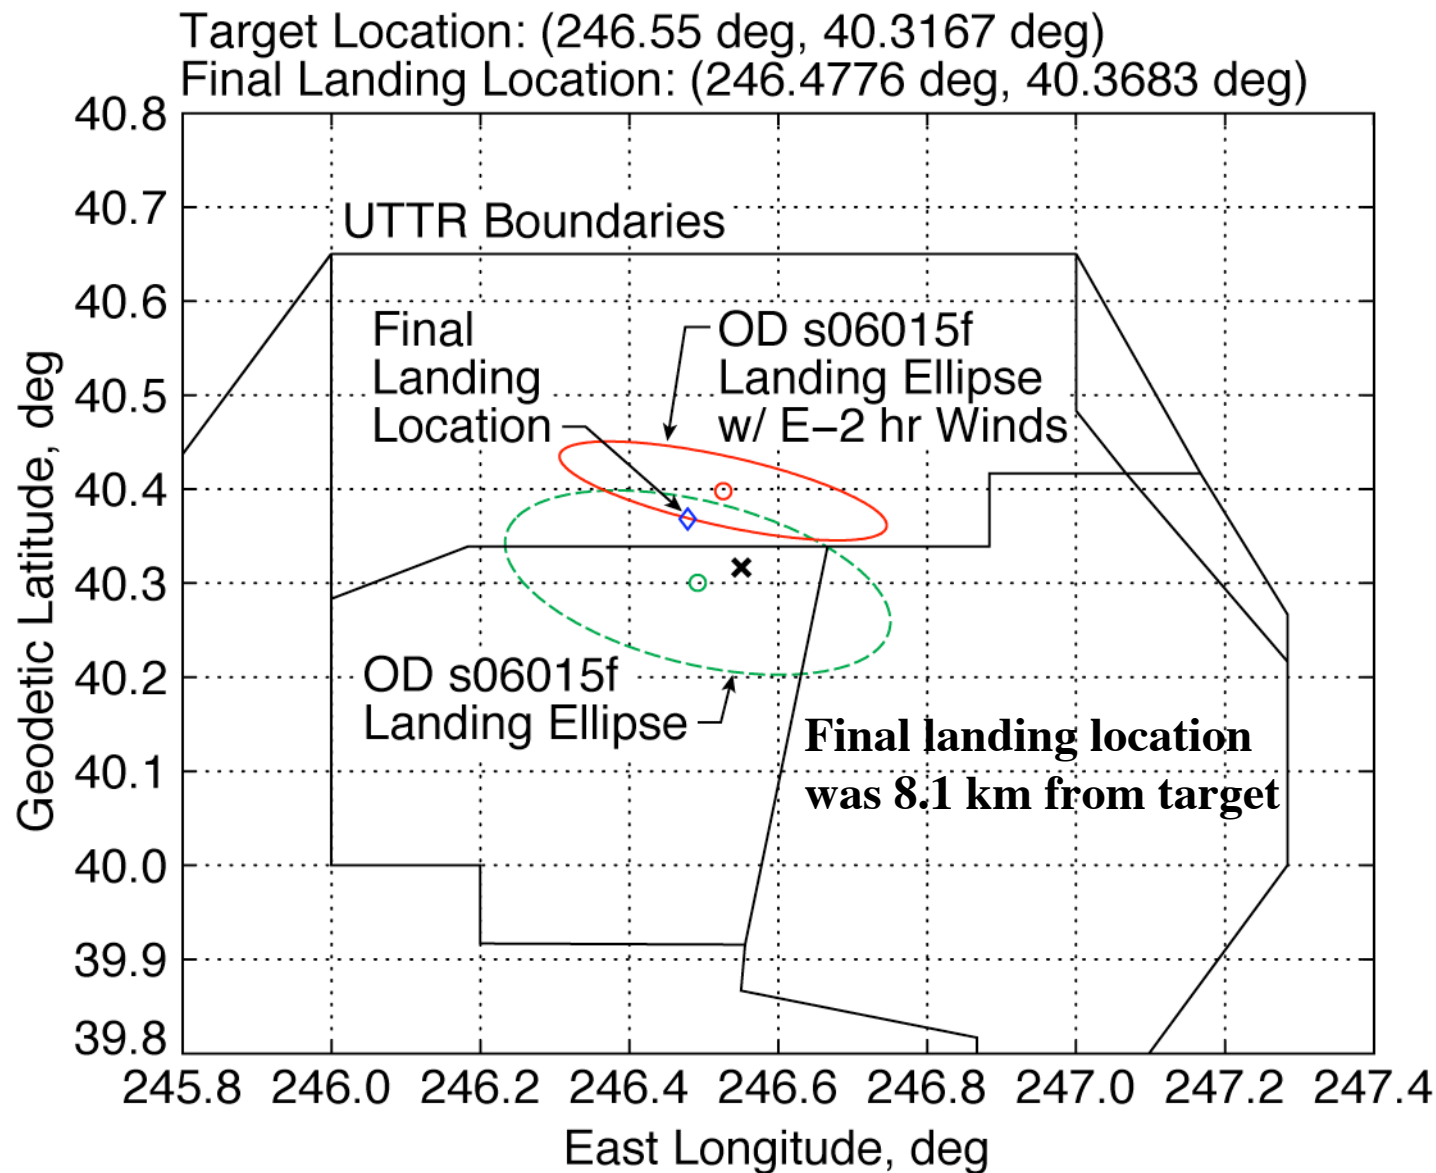 Target Location: (246.55 deg, 40.3167 deg)
Final Landing Location: (246.4776 deg, 40.3683 deg)
40.8
40.7
40.6
40.5
40.4
40.3
40.2
40.1
40.0
39.9
39.8
Geodetic Latitude, deg
UTTR Boundaries
Final
Landing
Location
OD s06015f
Landing Ellipse
w/ E−2 hr Winds
OD s06015f
Landing Ellipse
Final landing location
was 8.1 km from target
245.8 246.0 246.2 246.4 246.6 246.8 247.0 247.2 247.4
East Longitude, deg